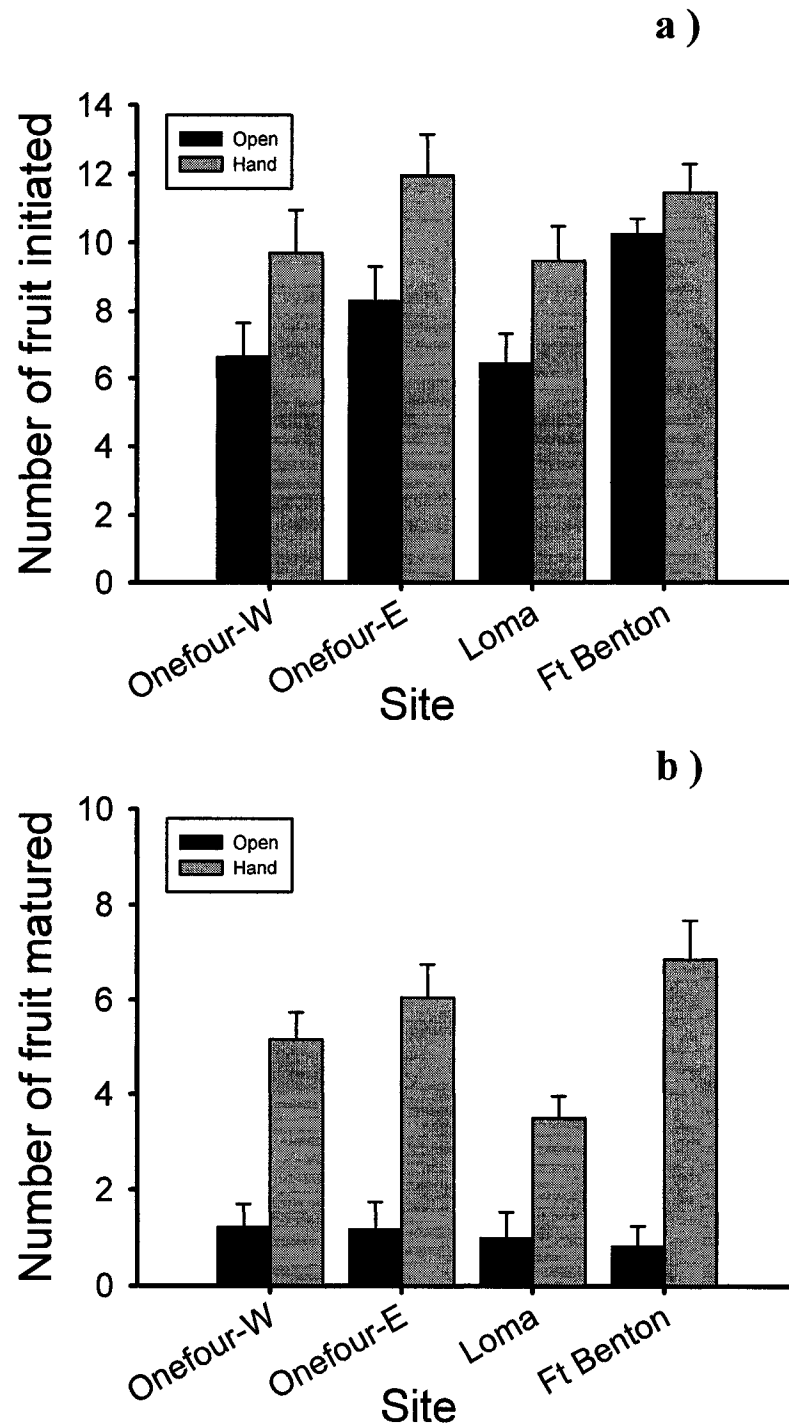 a )
Number of fruit initiated
14
12
10
8
6
4
2
0
Open
Hand
Onefour-W
Onefour-E
Loma
Ft Benton
Site
b )
Number of fruit matured
10
8
6
4
2
0
Open
Hand
Onefour-W
Onefour-E
Loma
Ft Benton
Site